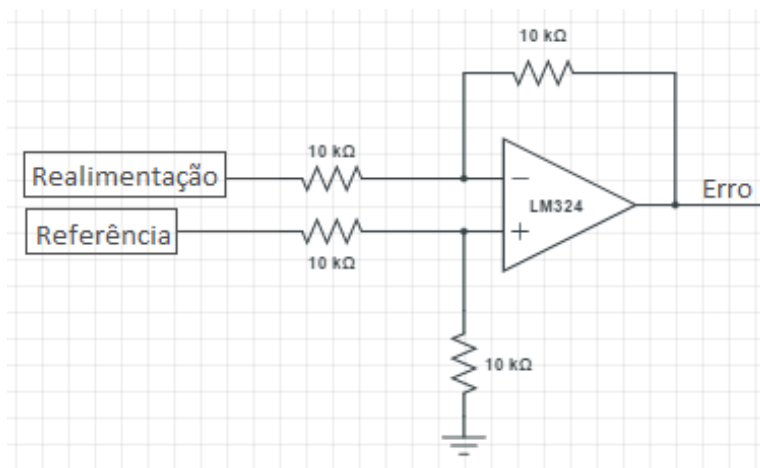 10 kΩ
10 kΩ
Realimentação
−
LM324
Erro
Referência
+
10 kΩ
10 kΩ